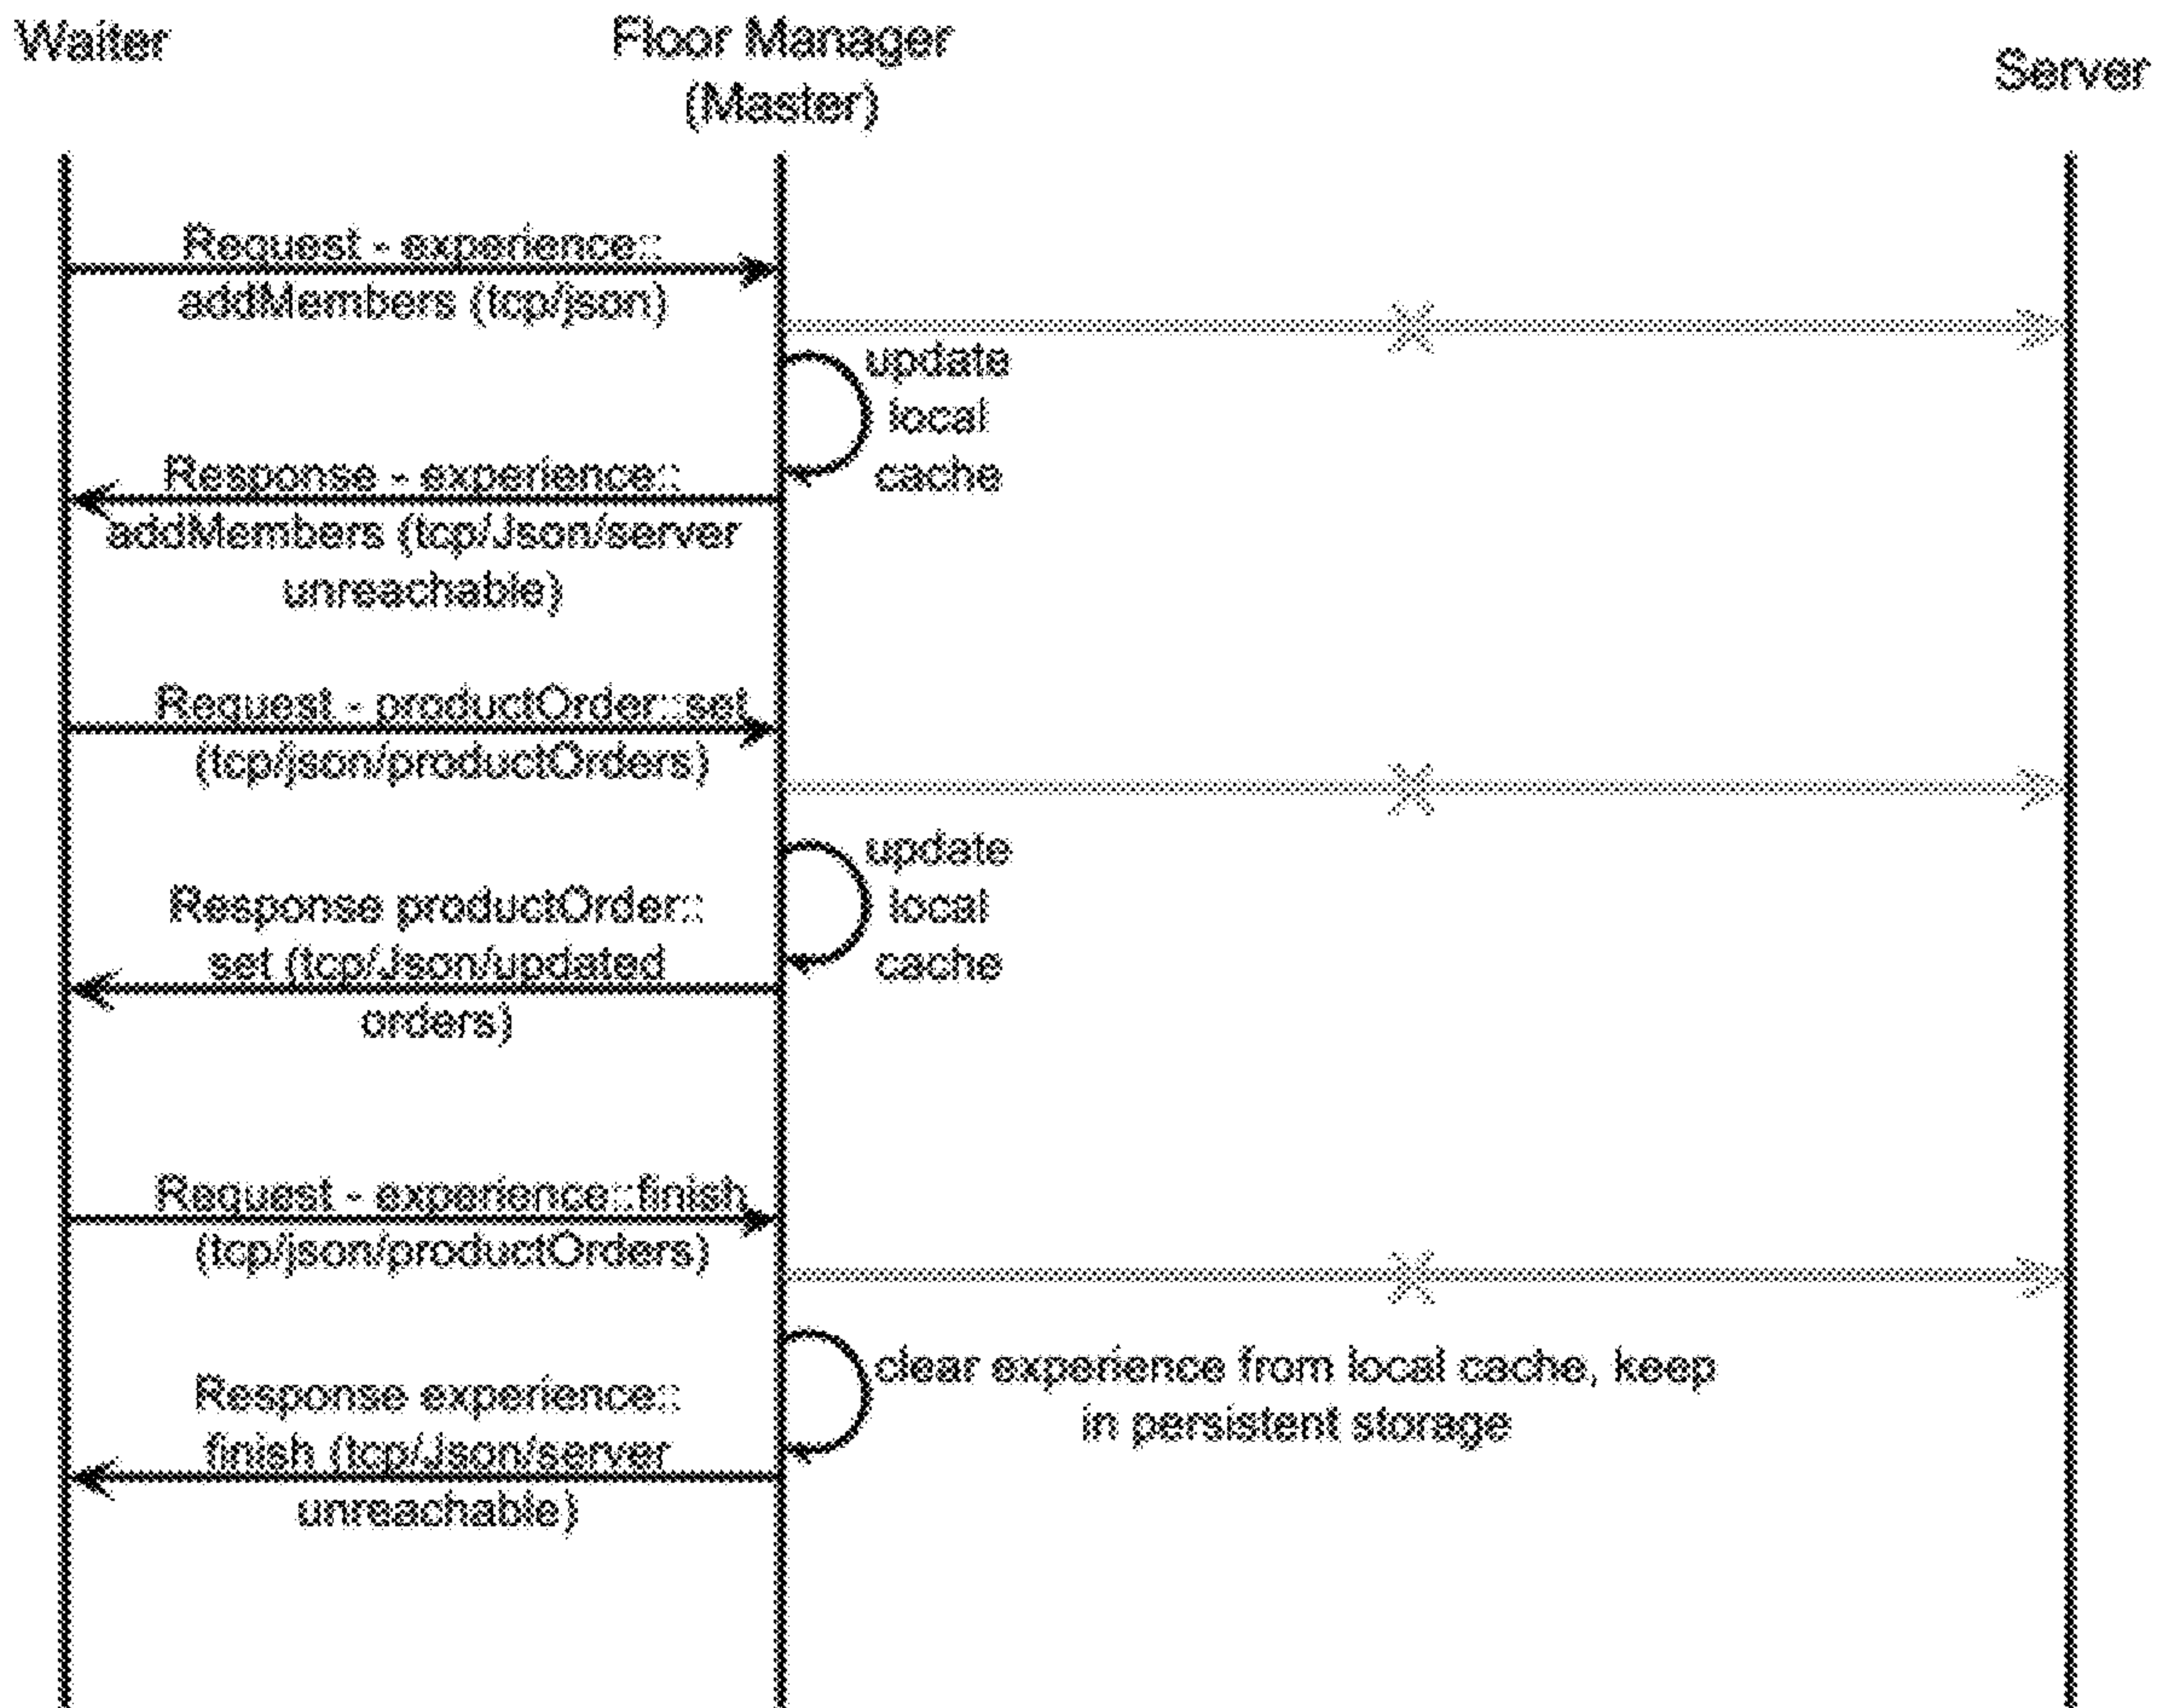 Waiter
Floor Manager
(Master)
Server
Request - experience::
addMembers (tcp/json)
update
local
cache
Response - experience::
addMembers (tcp/Json/server
unreachable)
Request - productOrder::set
(tcp/json/productOrders)
update
local
cache
Response productOrder::
set (tcp/Json/updated
orders)
Request - experience::finish
(tcp/json/productOrders)
clear experience from local cache, keep
in persistent storage
Response experience::
finish (tcp/Json/server
unreachable)